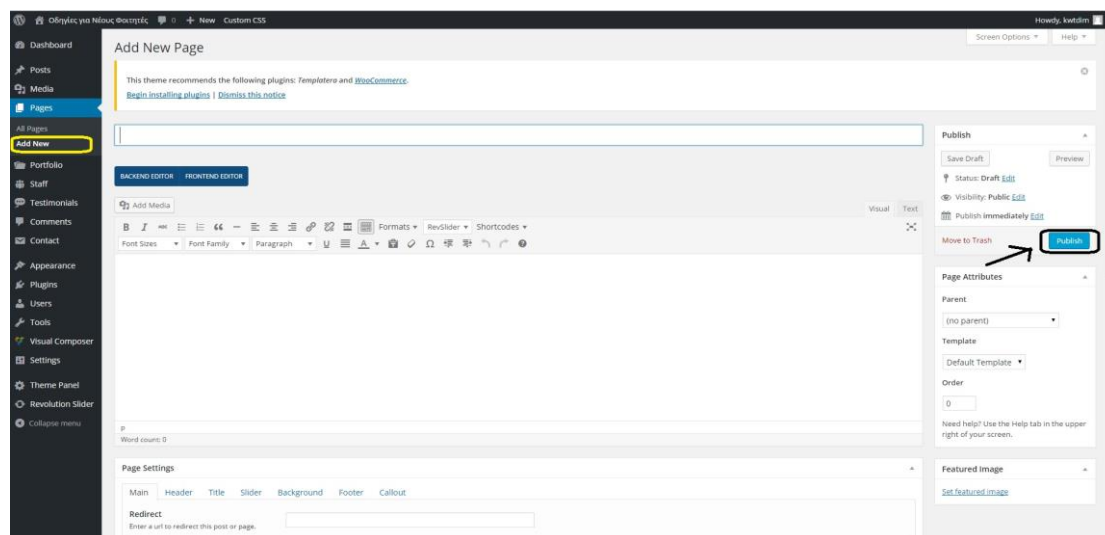 Οδηγίες για Νέους Φοιτητές 0 + New Custom CSS Howdy, kwtdim
Dashboard
Posts
Media
Pages
All Pages
Add New
Portfolio
Staff
Testimonials
Comments
Contact
Appearance
Plugins
Users
Tools
Visual Composer
Settings
Theme Panel
Revolution Slider
Collapse menu
Screen Options Help
Add New Page
This theme recommends the following plugins: Templatera and WooCommerce.
Begin installing plugins | Dismiss this notice
BACKEND EDITOR FRONTEND EDITOR
Add Media Visual Text
B I ABC Formats RevSlider Shortcodes
Font Sizes Font Family Paragraph U A Ω
p
Word count: 0
Page Settings
Main Header Title Slider Background Footer Callout
Redirect
Enter a url to redirect this post or page.
Publish
Save Draft Preview
Status: Draft Edit
Visibility: Public Edit
Publish immediately Edit
Move to Trash Publish
Page Attributes
Parent
(no parent)
Template
Default Template
Order
0
Need help? Use the Help tab in the upper
right of your screen.
Featured Image
Set featured image